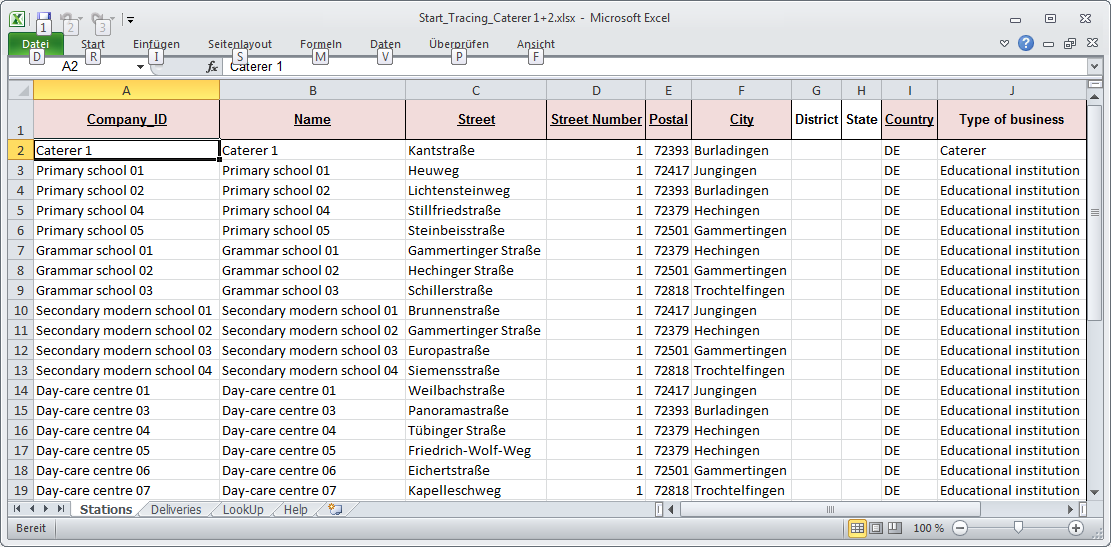 Start_Tracing_Caterer 1+2.xlsx - Microsoft Excel
1 2 3
Datei Start Einfügen Seitenlayout Formeln Daten Überprüfen Ansicht
D R I S M V P F
A2 fx Caterer 1
A B C D E F G H I J
1 Company_ID Name Street Street Number Postal City District State Country Type of business
2 Caterer 1 Caterer 1 Kantstraße 1 72393 Burladingen DE Caterer
3 Primary school 01 Primary school 01 Heuweg 1 72417 Jungingen DE Educational institution
4 Primary school 02 Primary school 02 Lichtensteinweg 1 72393 Burladingen DE Educational institution
5 Primary school 04 Primary school 04 Stillfriedstraße 1 72379 Hechingen DE Educational institution
6 Primary school 05 Primary school 05 Steinbeisstraße 1 72501 Gammertingen DE Educational institution
7 Grammar school 01 Grammar school 01 Gammertinger Straße 1 72379 Hechingen DE Educational institution
8 Grammar school 02 Grammar school 02 Hechinger Straße 1 72501 Gammertingen DE Educational institution
9 Grammar school 03 Grammar school 03 Schillerstraße 1 72818 Trochtelfingen DE Educational institution
10 Secondary modern school 01 Secondary modern school 01 Brunnenstraße 1 72417 Jungingen DE Educational institution
11 Secondary modern school 02 Secondary modern school 02 Gammertinger Straße 1 72379 Hechingen DE Educational institution
12 Secondary modern school 03 Secondary modern school 03 Europastraße 1 72501 Gammertingen DE Educational institution
13 Secondary modern school 04 Secondary modern school 04 Siemensstraße 1 72818 Trochtelfingen DE Educational institution
14 Day-care centre 01 Day-care centre 01 Weilbachstraße 1 72417 Jungingen DE Educational institution
15 Day-care centre 03 Day-care centre 03 Panoramastraße 1 72393 Burladingen DE Educational institution
16 Day-care centre 04 Day-care centre 04 Tübinger Straße 1 72379 Hechingen DE Educational institution
17 Day-care centre 05 Day-care centre 05 Friedrich-Wolf-Weg 1 72379 Hechingen DE Educational institution
18 Day-care centre 06 Day-care centre 06 Eichertstraße 1 72501 Gammertingen DE Educational institution
19 Day-care centre 07 Day-care centre 07 Kapelleschweg 1 72818 Trochtelfingen DE Educational institution
Stations Deliveries LookUp Help
Bereit 100 %